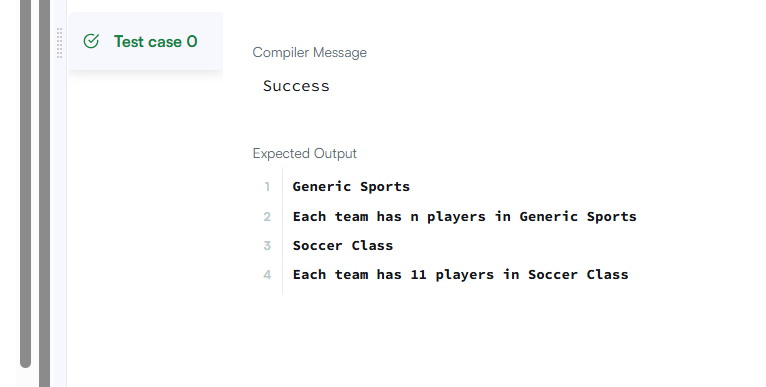 Test case 0
Compiler Message
Success
Expected Output
1 Generic Sports
2 Each team has n players in Generic Sports
3 Soccer Class
4 Each team has 11 players in Soccer Class